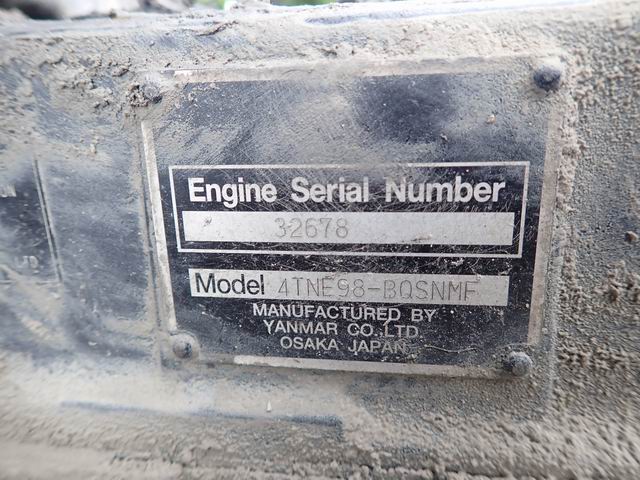 Engine Serial Number
32678
Model 4TNE98-BQSNMF
MANUFACTURED BY
YANMAR CO.,LTD
OSAKA JAPAN